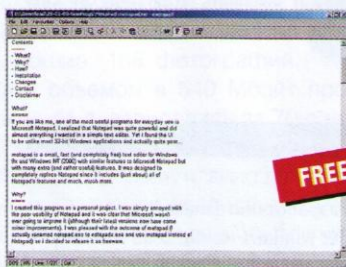 File Edit Favourites Options Help
Contents
- What?
- Why?
- How?
- Installation
- Changes
- Contact
- Disclaimer
What?
If you are like me, one of the most useful programs for everyday use is
Microsoft Notepad. I realized that Notepad was quite powerful and did
almost everything I wanted in a simple text editor. Yet I found the UI
to be unlike most 32-bit Windows applications and actually quite poor...
metapad is a small, fast (and completely free) text editor for Windows
9x and Windows NT (2000) with similar features to Microsoft Notepad but
with many extra (and rather useful) features. It was designed to
completely replace Notepad since it includes (just about) all of
Notepad's features and much, much more.
Why?
I created this program as a personal project. I was simply annoyed with
the poor usability of Notepad and it was clear that Microsoft wasn't
ever going to improve it (although their latest versions now have some
minor improvements). I was pleased with the outcome of metapad (I
actually renamed notepad.exe to notepado.exe and use metapad instead of
Notepad) so I decided to release it as freeware.
FREE